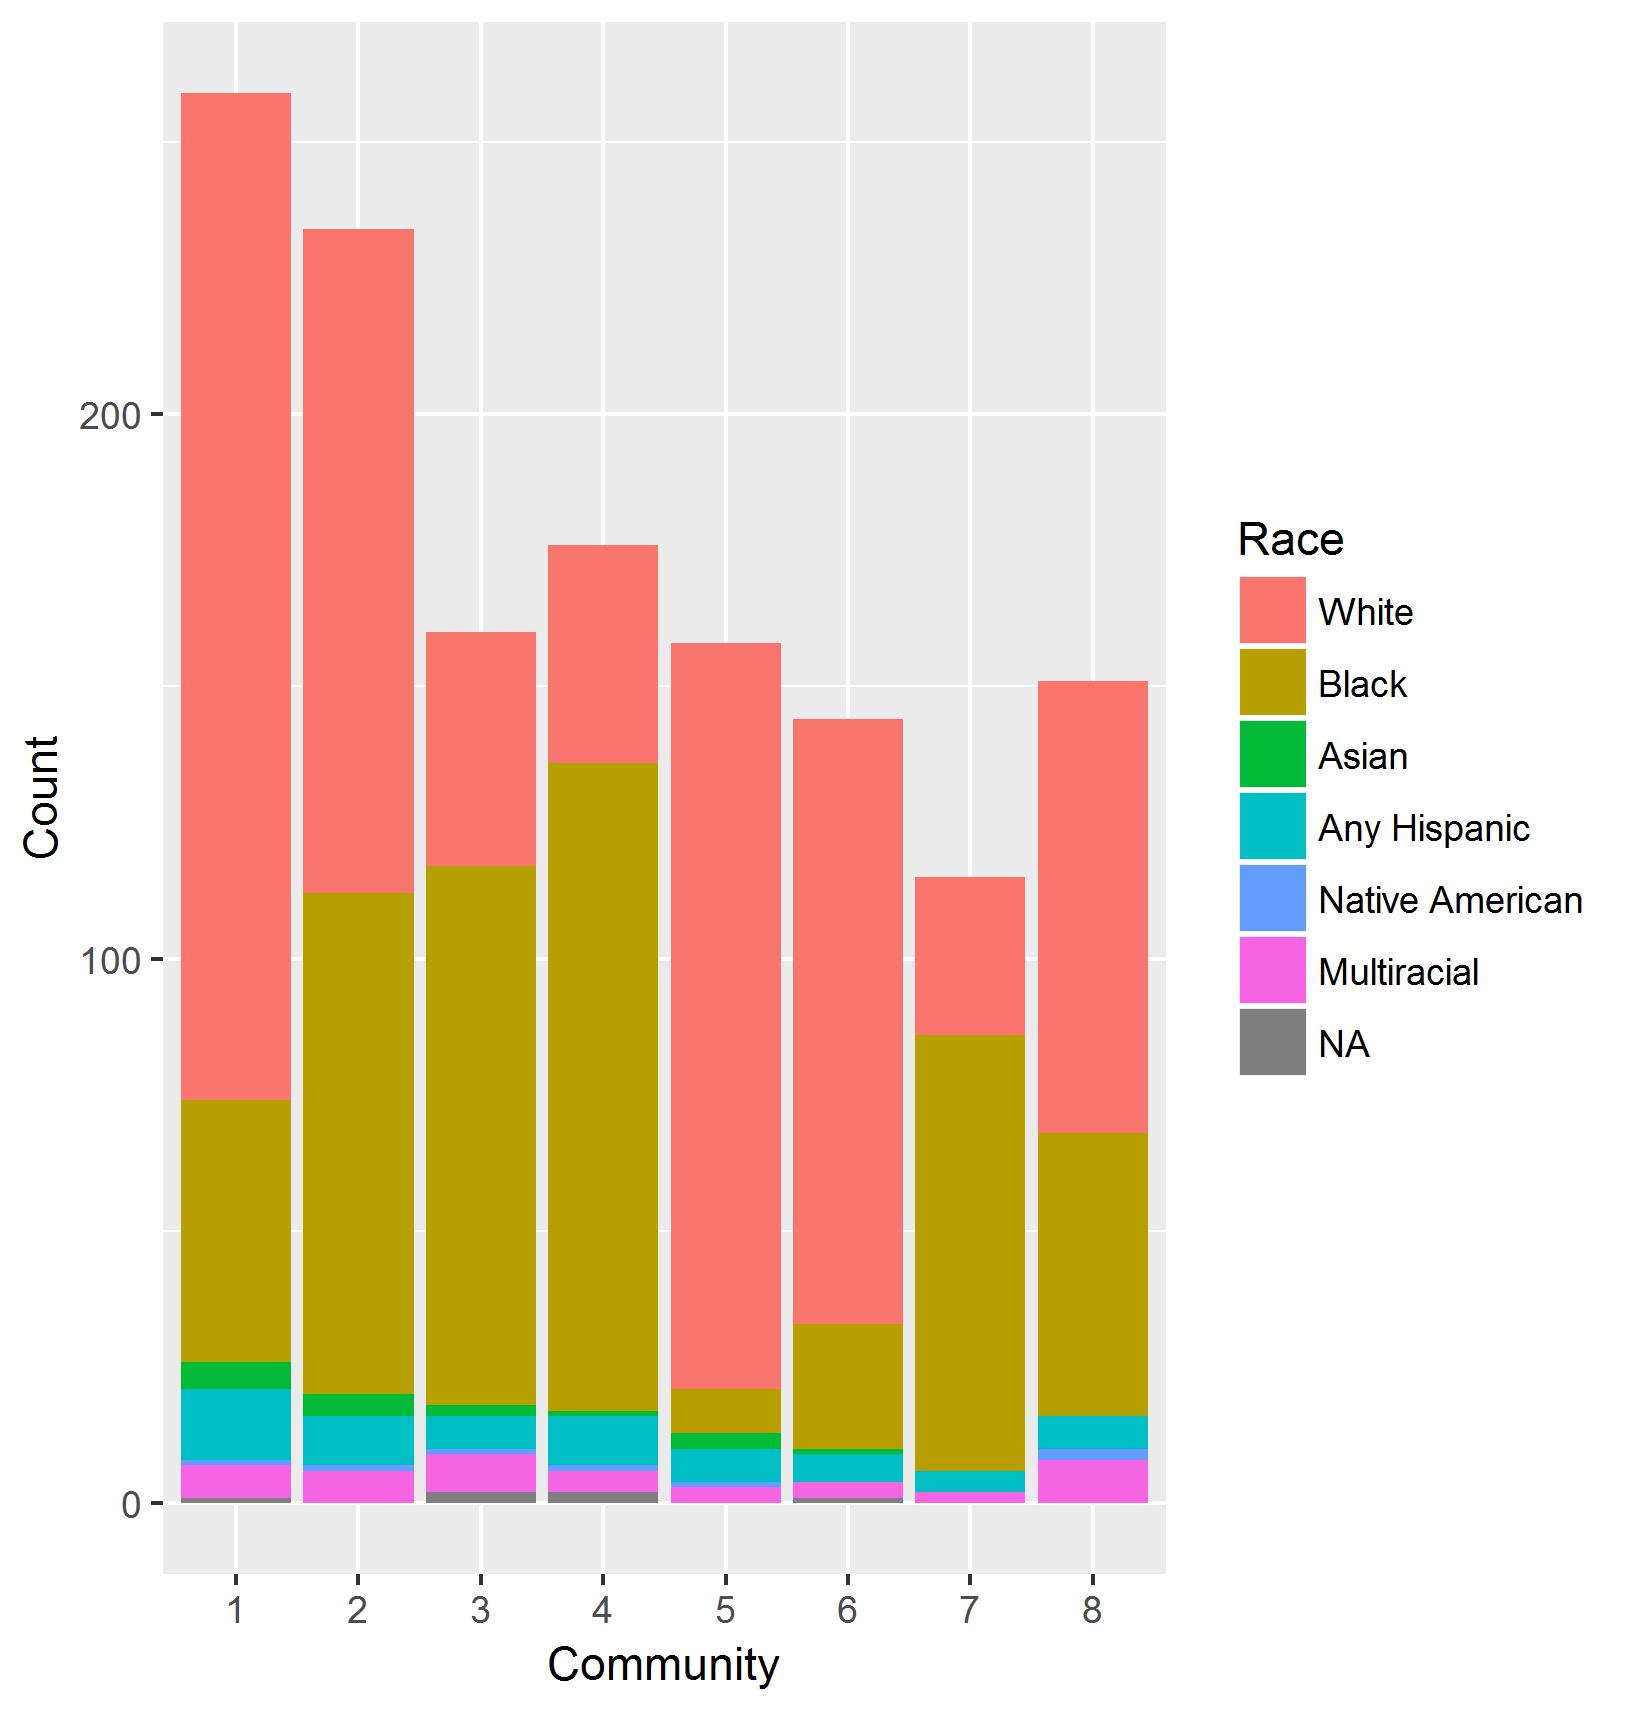 200
100
0
Count
1 2 3 4 5 6 7 8
Community
Race
White
Black
Asian
Any Hispanic
Native American
Multiracial
NA